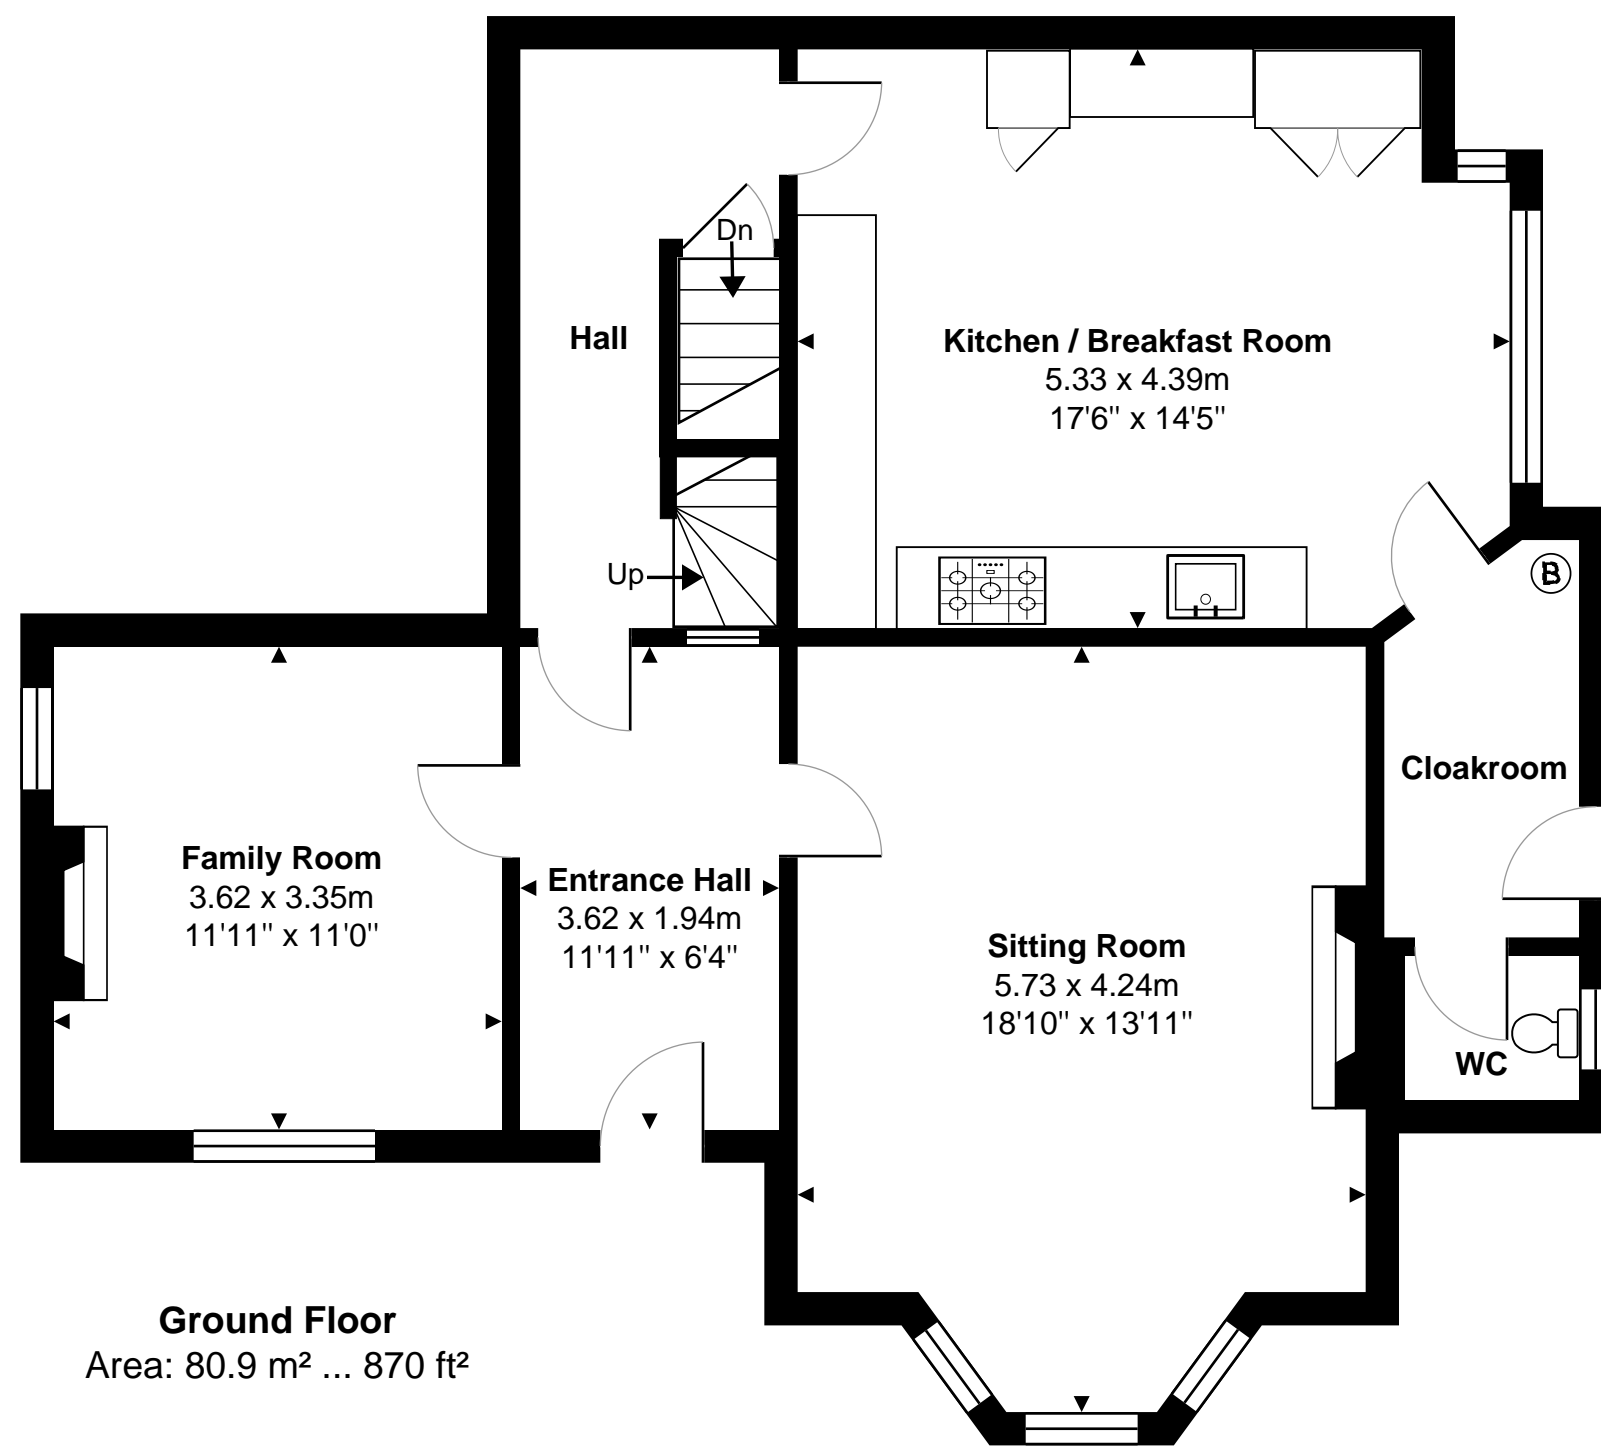 Dn
Hall
Kitchen / Breakfast Room
5.33 x 4.39m
17'6" x 14'5"
Up
B
Cloakroom
Family Room
3.62 x 3.35m
11'11" x 11'0"
Entrance Hall
3.62 x 1.94m
11'11" x 6'4"
Sitting Room
5.73 x 4.24m
18'10" x 13'11"
WC
Ground Floor
Area: 80.9 m² ... 870 ft²